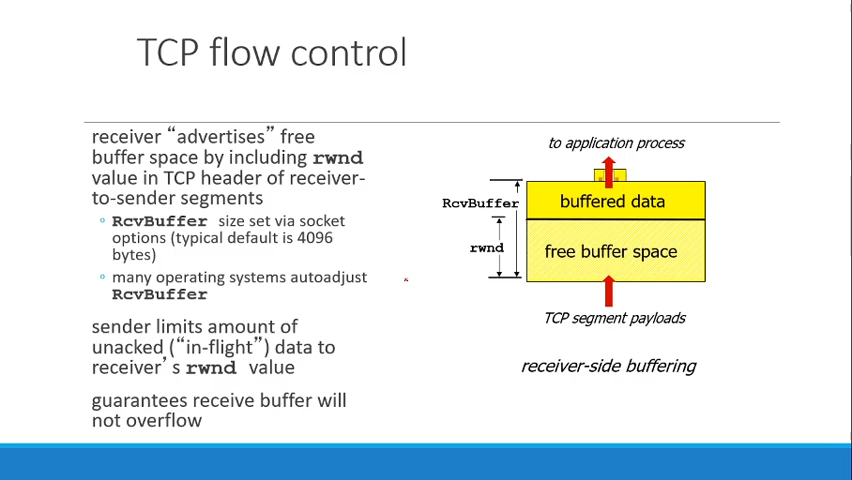 TCP flow control
receiver “advertises” free
buffer space by including rwnd
value in TCP header of receiver-
to-sender segments
RcvBuffer size set via socket
options (typical default is 4096
bytes)
many operating systems autoadjust
RcvBuffer
sender limits amount of
unacked (“in-flight”) data to
receiver’s rwnd value
guarantees receive buffer will
not overflow
to application process
RcvBuffer
buffered data
rwnd
free buffer space
TCP segment payloads
receiver-side buffering